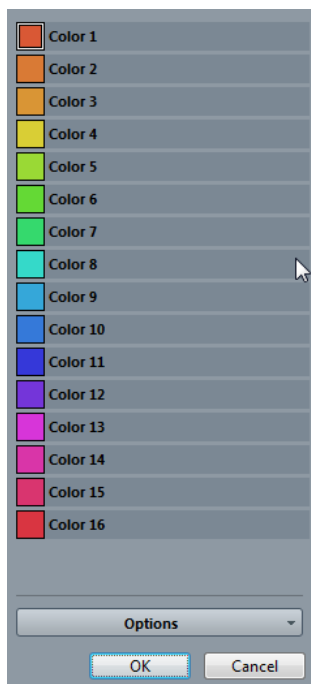 Color 1
Color 2
Color 3
Color 4
Color 5
Color 6
Color 7
Color 8
Color 9
Color 10
Color 11
Color 12
Color 13
Color 14
Color 15
Color 16
Options
OK Cancel